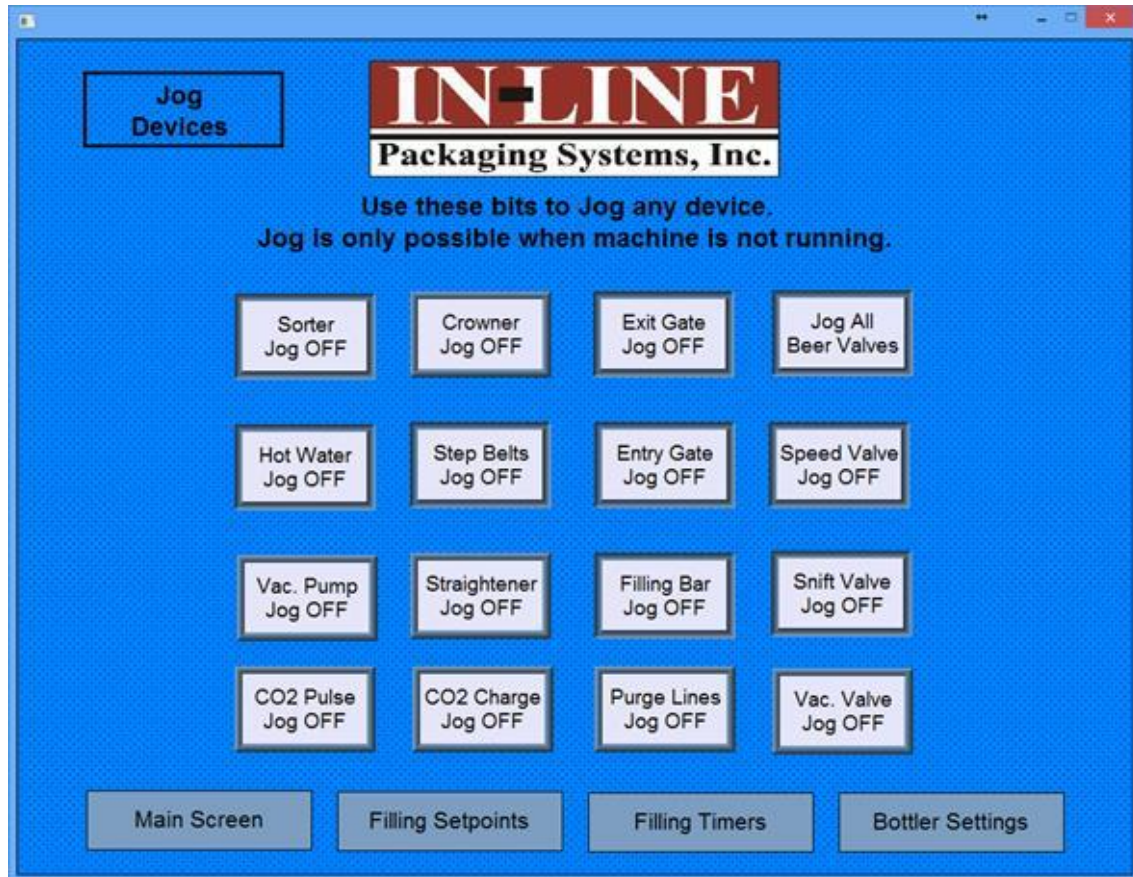 Jog
Devices
IN-LINE
Packaging Systems, Inc.
Use these bits to Jog any device.
Jog is only possible when machine is not running.
Sorter
Jog OFF
Crowner
Jog OFF
Exit Gate
Jog OFF
Jog All
Beer Valves
Hot Water
Jog OFF
Step Belts
Jog OFF
Entry Gate
Jog OFF
Speed Valve
Jog OFF
Vac. Pump
Jog OFF
Straightener
Jog OFF
Filling Bar
Jog OFF
Snift Valve
Jog OFF
CO2 Pulse
Jog OFF
CO2 Charge
Jog OFF
Purge Lines
Jog OFF
Vac. Valve
Jog OFF
Main Screen
Filling Setpoints
Filling Timers
Bottler Settings